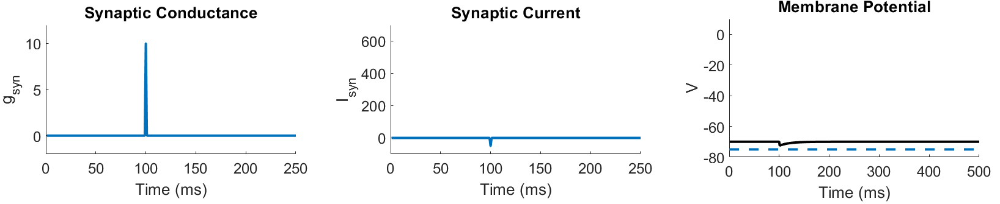 Synaptic Conductance
10
5
0
g_syn
0 50 100 150 200 250
Time (ms)
Synaptic Current
600
400
200
0
I_syn
0 50 100 150 200 250
Time (ms)
Membrane Potential
0
-20
-40
-60
-80
V
0 100 200 300 400 500
Time (ms)